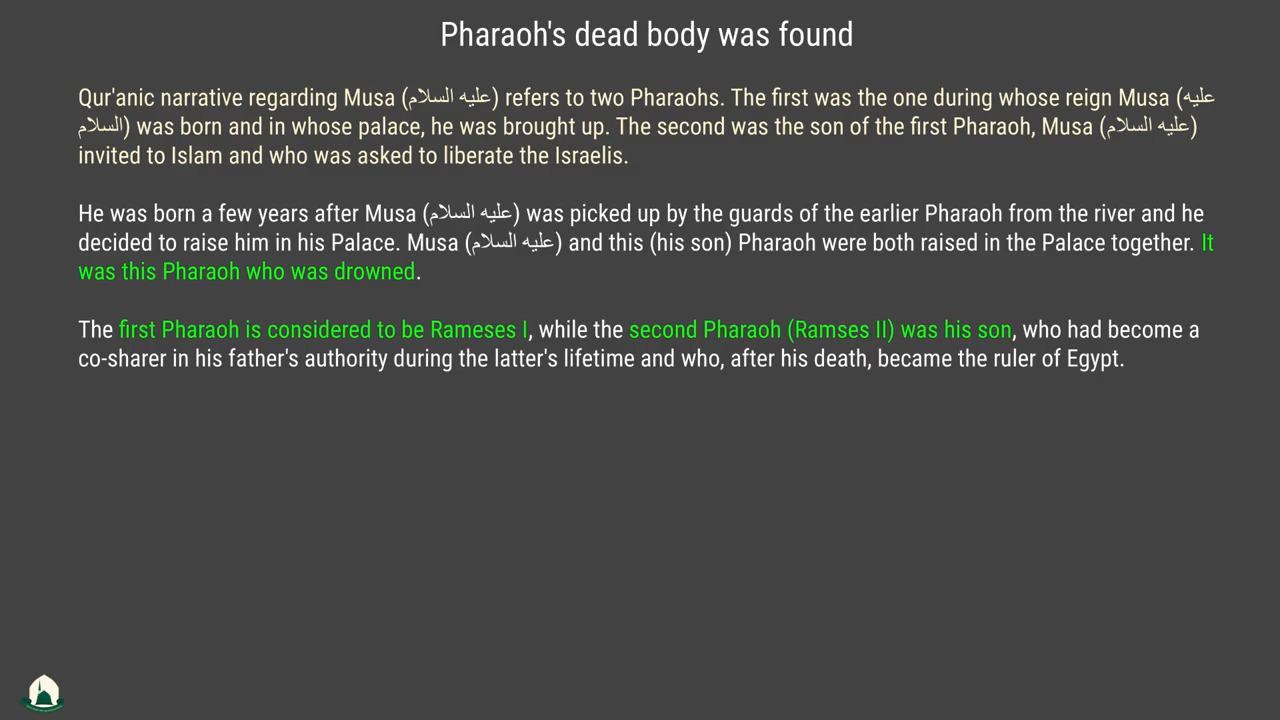 Pharaoh's dead body was found
Qur'anic narrative regarding Musa (عليه السلام) refers to two Pharaohs. The first was the one during whose reign Musa (عليه
السلام) was born and in whose palace, he was brought up. The second was the son of the first Pharaoh, Musa (عليه السلام)
invited to Islam and who was asked to liberate the Israelis.
He was born a few years after Musa (عليه السلام) was picked up by the guards of the earlier Pharaoh from the river and he
decided to raise him in his Palace. Musa (عليه السلام) and this (his son) Pharaoh were both raised in the Palace together. It
was this Pharaoh who was drowned.
The first Pharaoh is considered to be Rameses I, while the second Pharaoh (Ramses II) was his son, who had become a
co-sharer in his father's authority during the latter's lifetime and who, after his death, became the ruler of Egypt.